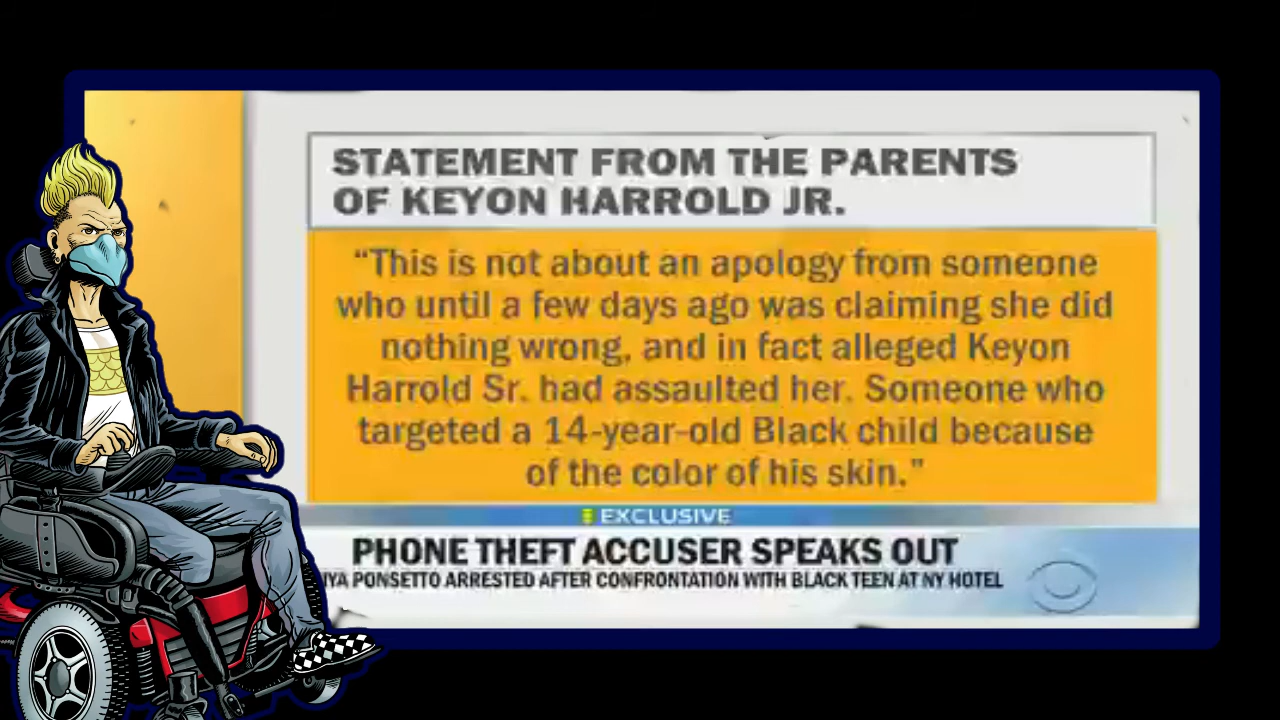 STATEMENT FROM THE PARENTS
OF KEYON HARROLD JR.
“This is not about an apology from someone
who until a few days ago was claiming she did
nothing wrong, and in fact alleged Keyon
Harrold Sr. had assaulted her. Someone who
targeted a 14-year-old Black child because
of the color of his skin.”
EXCLUSIVE
PHONE THEFT ACCUSER SPEAKS OUT
YA PONSETTO ARRESTED AFTER CONFRONTATION WITH BLACK TEEN AT NY HOTEL